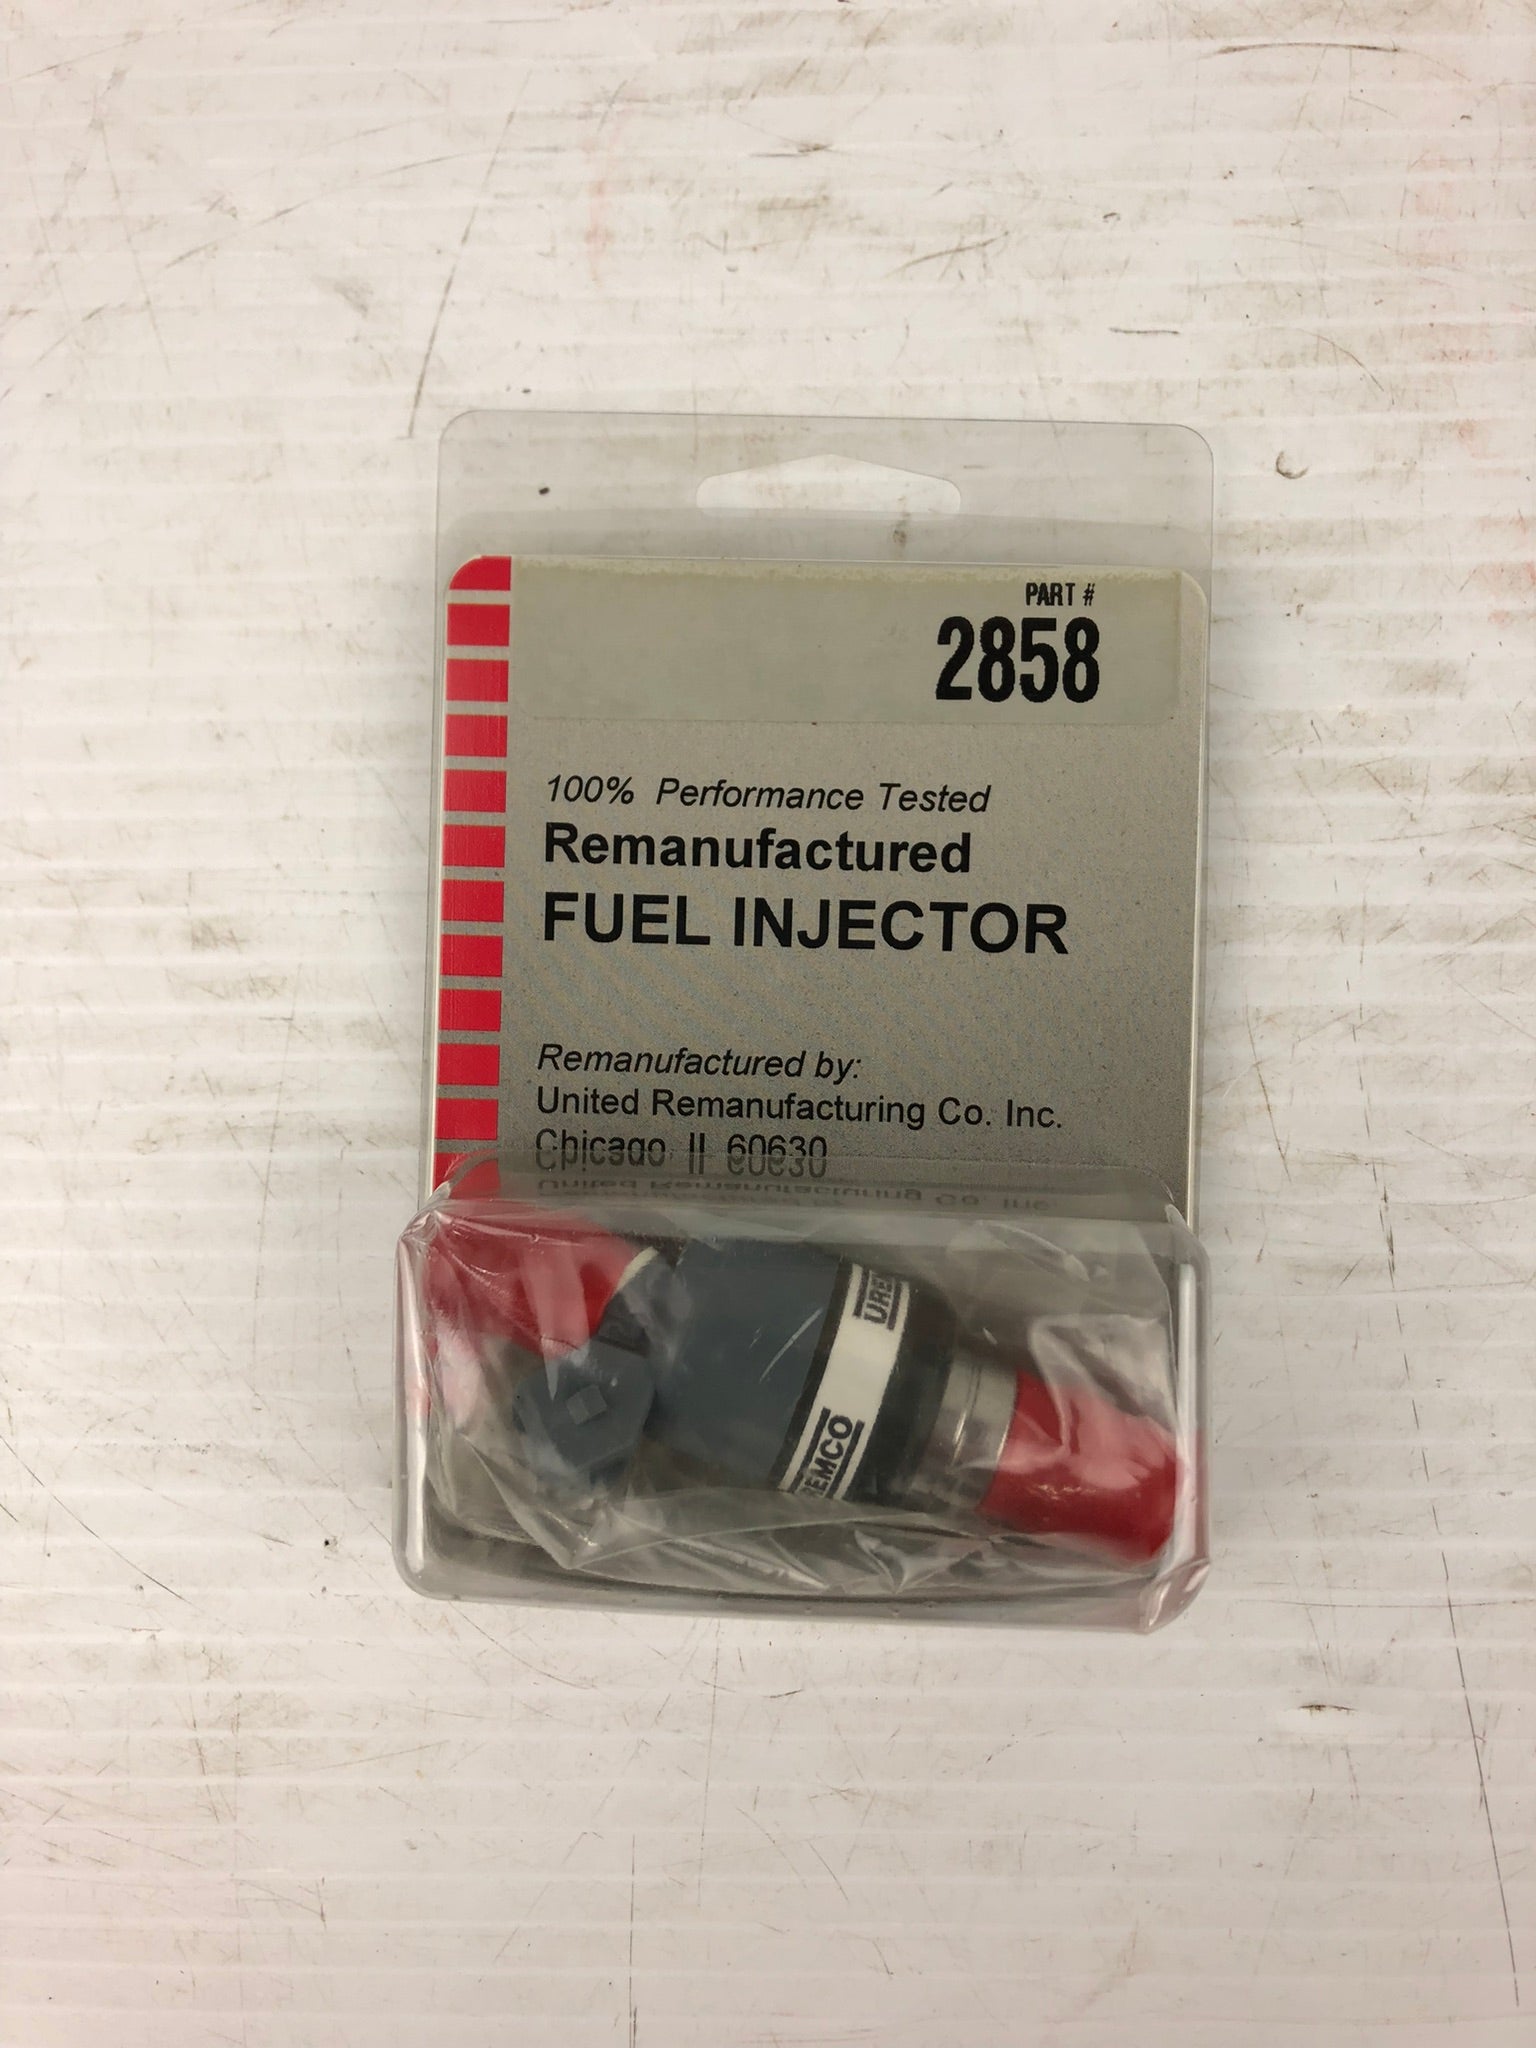 PART #
2858
100% Performance Tested
Remanufactured
FUEL INJECTOR
Remanufactured by:
United Remanufacturing Co. Inc.
Chicago Il 60630
URE
REMCO